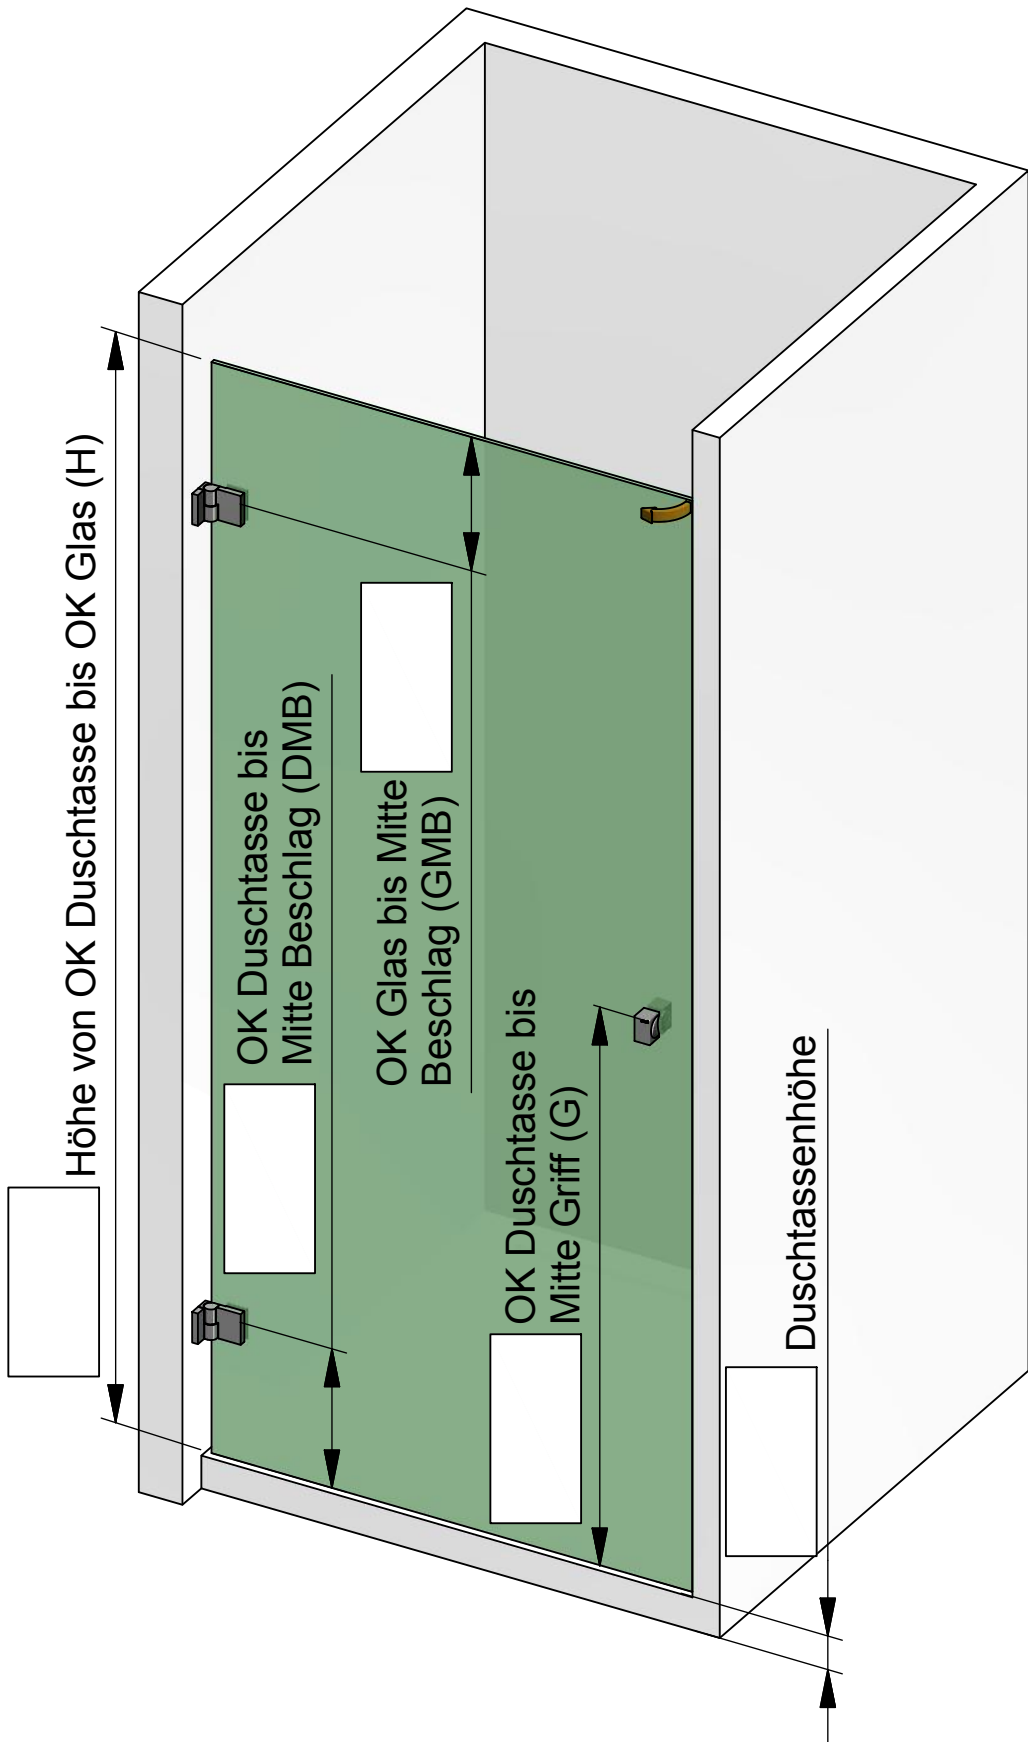 Höhe von OK Duschtasse bis OK Glas (H)
OK Duschtasse bis
Mitte Beschlag (DMB)
OK Glas bis Mitte
Beschlag (GMB)
OK Duschtasse bis
Mitte Griff (G)
Duschtassenhöhe